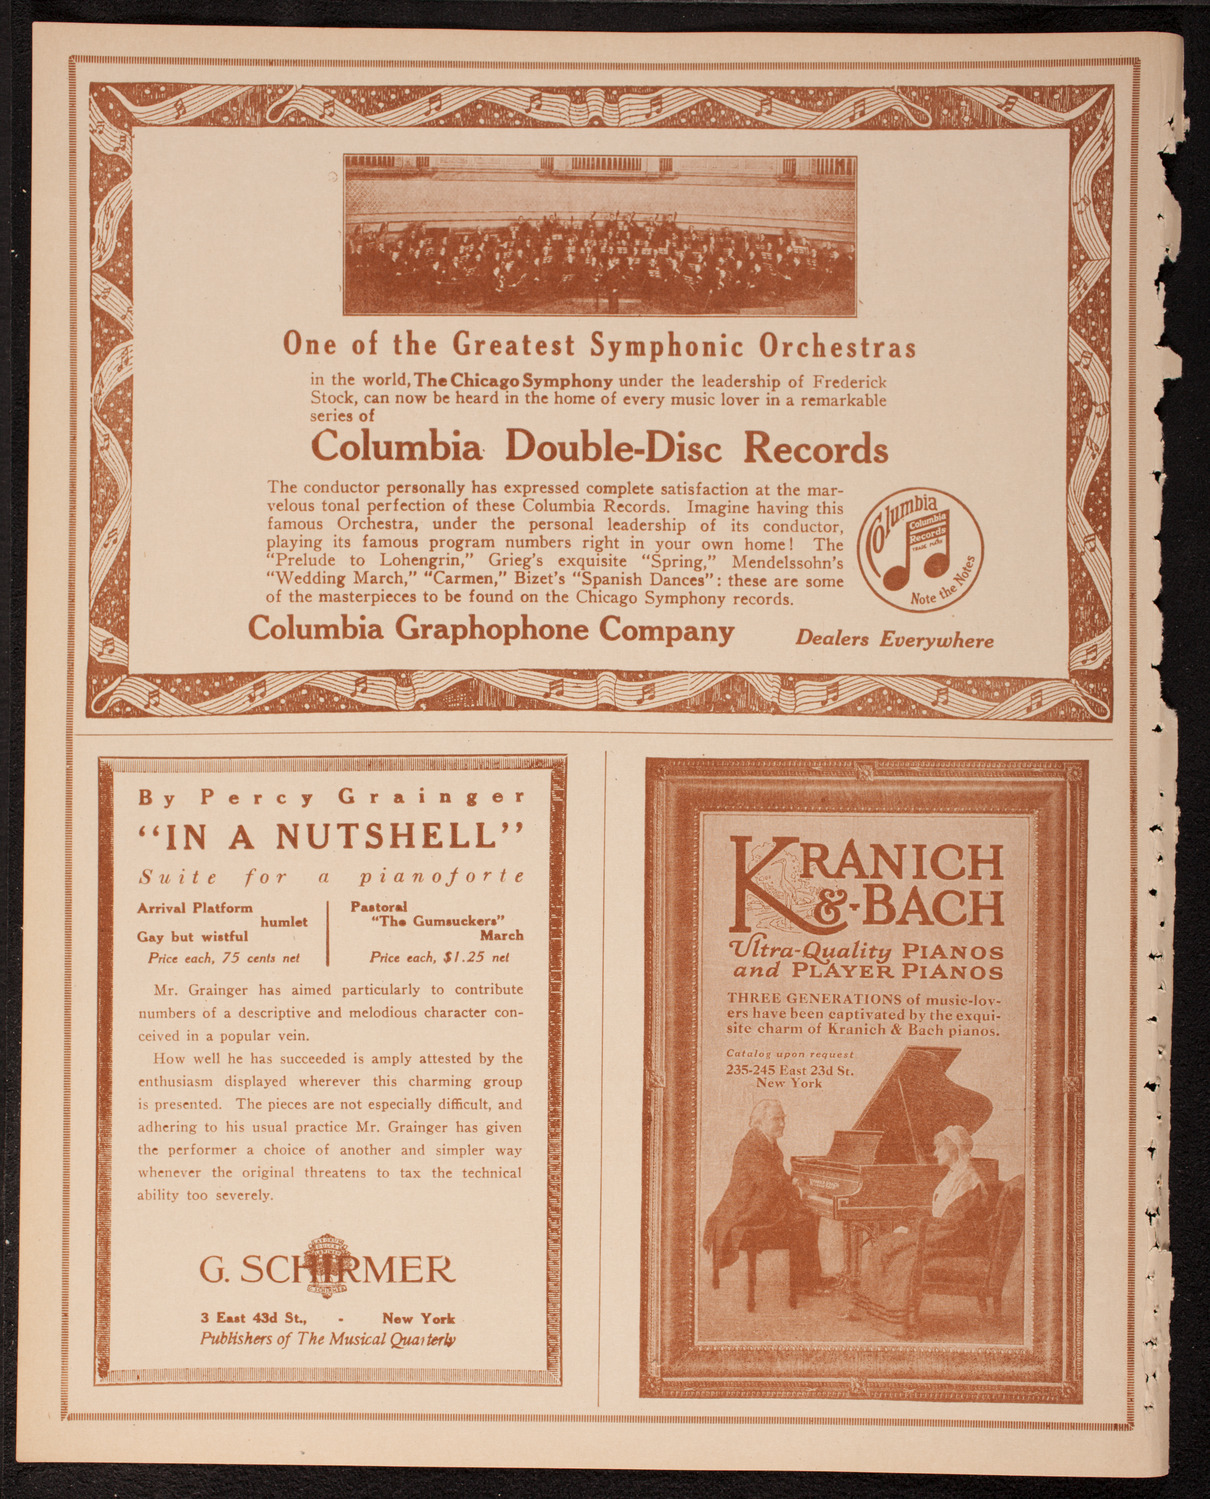 One of the Greatest Symphonic Orchestras
in the world, The Chicago Symphony under the leadership of Frederick
Stock, can now be heard in the home of every music lover in a remarkable
series of
Columbia Double-Disc Records
The conductor personally has expressed complete satisfaction at the mar-
velous tonal perfection of these Columbia Records. Imagine having this
famous Orchestra, under the personal leadership of its conductor,
playing its famous program numbers right in your own home! The
“Prelude to Lohengrin,” Grieg’s exquisite “Spring,” Mendelssohn’s
“Wedding March,” “Carmen,” Bizet’s “Spanish Dances”: these are some
of the masterpieces to be found on the Chicago Symphony records.
Columbia
Columbia
Records
TRADE MARK
Note the Notes
Columbia Graphophone Company
Dealers Everywhere
By Percy Grainger
“IN A NUTSHELL”
Suite for a pianoforte
Arrival Platform
humlet
Gay but wistful
Price each, 75 cents net
Pastoral
“The Gumsuckers”
March
Price each, $1.25 net
Mr. Grainger has aimed particularly to contribute
numbers of a descriptive and melodious character con-
ceived in a popular vein.
How well he has succeeded is amply attested by the
enthusiasm displayed wherever this charming group
is presented. The pieces are not especially difficult, and
adhering to his usual practice Mr. Grainger has given
the performer a choice of another and simpler way
whenever the original threatens to tax the technical
ability too severely.
G. SCHIRMER
3 East 43d St., - New York
Publishers of The Musical Quarterly
KRANICH
&-BACH
Ultra-Quality PIANOS
and PLAYER PIANOS
THREE GENERATIONS of music-lov-
ers have been captivated by the exqui-
site charm of Kranich & Bach pianos.
Catalog upon request
235-245 East 23d St.
New York